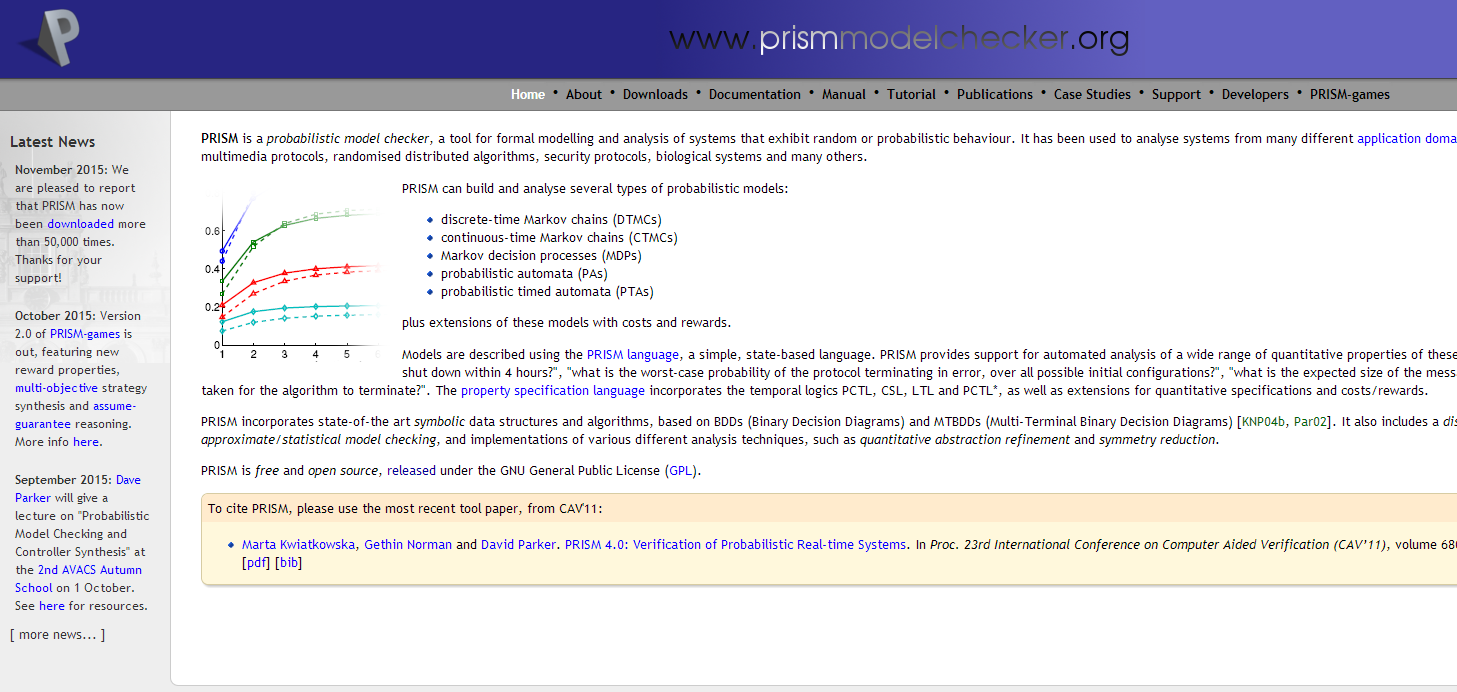 www.prismmodelchecker.org
Home • About • Downloads • Documentation • Manual • Tutorial • Publications • Case Studies • Support • Developers • PRISM-games
Latest News
November 2015: We
are pleased to report
that PRISM has now
been downloaded more
than 50,000 times.
Thanks for your
support!
October 2015: Version
2.0 of PRISM-games is
out, featuring new
reward properties,
multi-objective strategy
synthesis and assume-
guarantee reasoning.
More info here.
September 2015: Dave
Parker will give a
lecture on "Probabilistic
Model Checking and
Controller Synthesis" at
the 2nd AVACS Autumn
School on 1 October.
See here for resources.
[ more news... ]
PRISM is a probabilistic model checker, a tool for formal modelling and analysis of systems that exhibit random or probabilistic behaviour. It has been used to analyse systems from many different application
multimedia protocols, randomised distributed algorithms, security protocols, biological systems and many others.
0.6
0.4
0.2
0
1 2 3 4 5 6
PRISM can build and analyse several types of probabilistic models:
• discrete-time Markov chains (DTMCs)
• continuous-time Markov chains (CTMCs)
• Markov decision processes (MDPs)
• probabilistic automata (PAs)
• probabilistic timed automata (PTAs)
plus extensions of these models with costs and rewards.
Models are described using the PRISM language, a simple, state-based language. PRISM provides support for automated analysis of a wide range of quantitative properties of these
shut down within 4 hours?", "what is the worst-case probability of the protocol terminating in error, over all possible initial configurations?", "what is the expected size of the
taken for the algorithm to terminate?". The property specification language incorporates the temporal logics PCTL, CSL, LTL and PCTL*, as well as extensions for quantitative specifications and costs/rewards.
PRISM incorporates state-of-the art symbolic data structures and algorithms, based on BDDs (Binary Decision Diagrams) and MTBDDs (Multi-Terminal Binary Decision Diagrams) [KNP04b, Par02]. It also includes a
approximate/statistical model checking, and implementations of various different analysis techniques, such as quantitative abstraction refinement and symmetry reduction.
PRISM is free and open source, released under the GNU General Public License (GPL).
To cite PRISM, please use the most recent tool paper, from CAV'11:
• Marta Kwiatkowska, Gethin Norman and David Parker. PRISM 4.0: Verification of Probabilistic Real-time Systems. In Proc. 23rd International Conference on Computer Aided Verification (CAV'11), volume
[pdf] [bib]